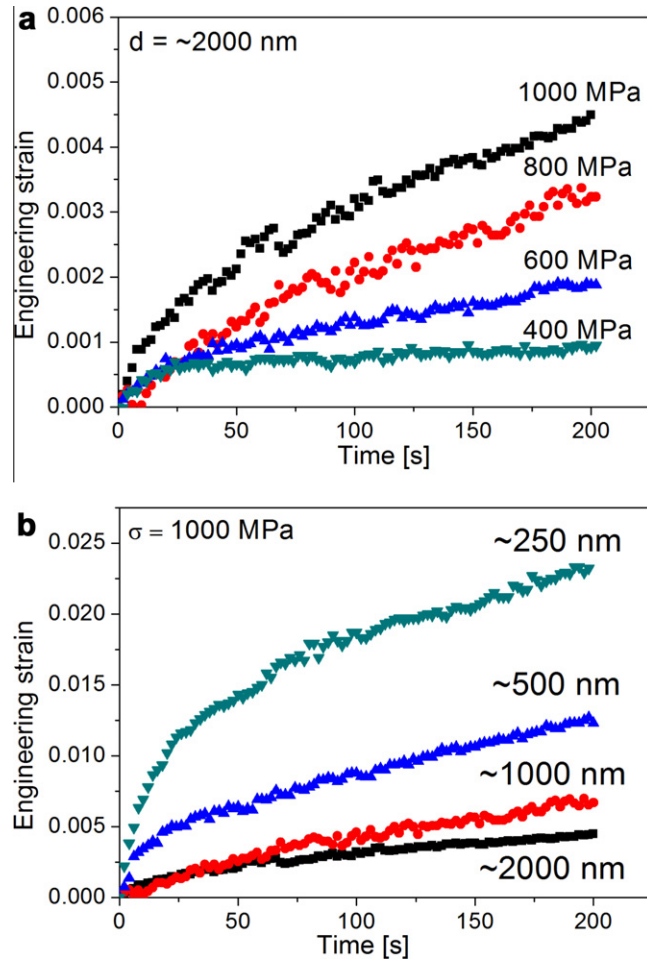 a
d = ~2000 nm
0.006
0.005
0.004
0.003
0.002
0.001
0.000
Engineering strain
1000 MPa
800 MPa
600 MPa
400 MPa
0 50 100 150 200
Time [s]
b
σ = 1000 MPa
0.025
0.020
0.015
0.010
0.005
0.000
Engineering strain
~250 nm
~500 nm
~1000 nm
~2000 nm
0 50 100 150 200
Time [s]